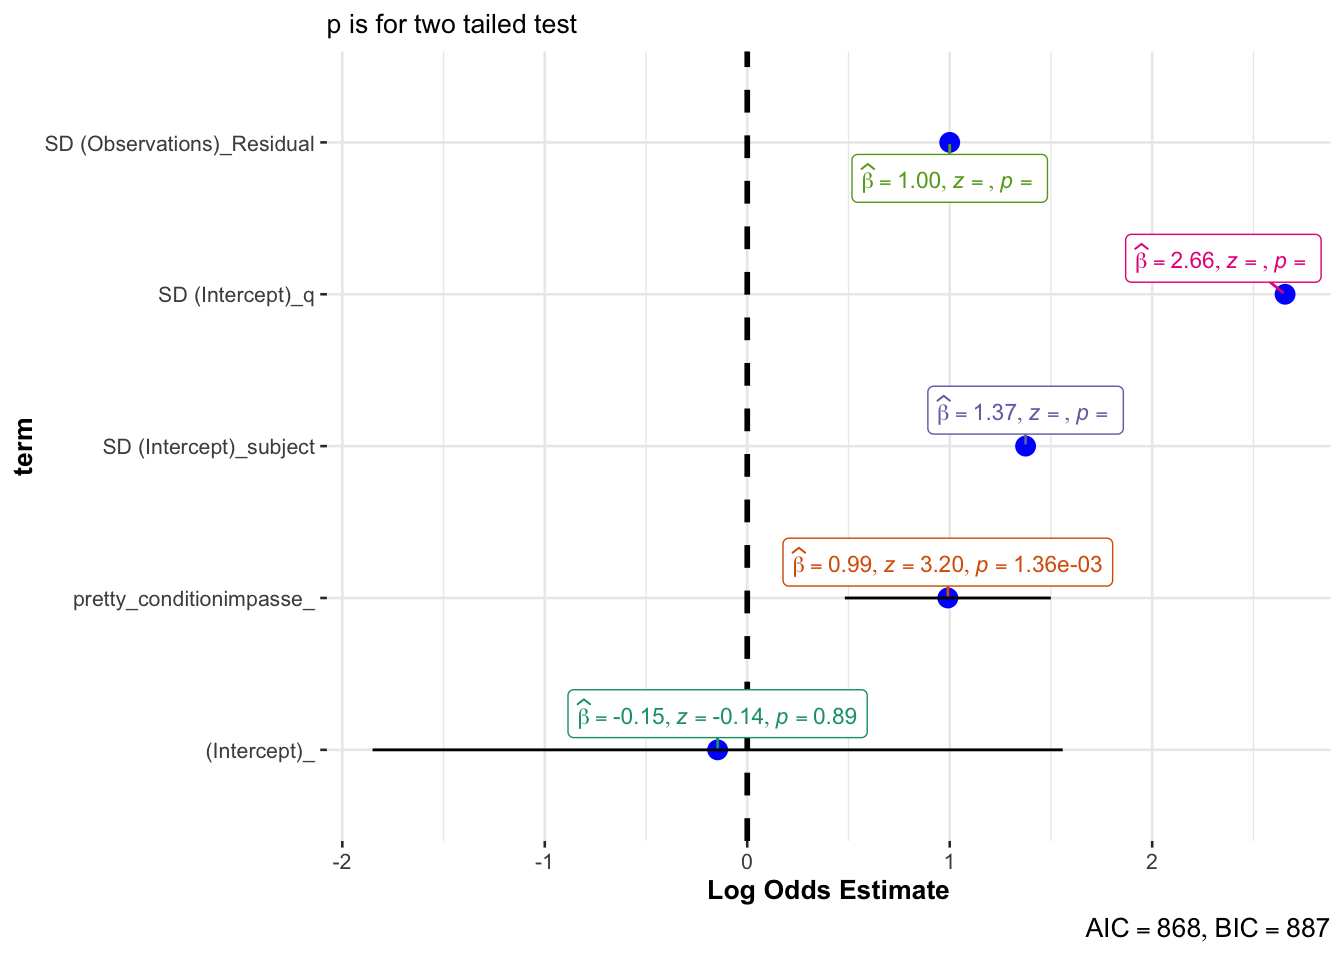 p is for two tailed test
SD (Observations)_Residual
β̂ = 1.00, z = , p =
β̂ = 2.66, z = , p =
SD (Intercept)_q
β̂ = 1.37, z = , p =
SD (Intercept)_subject
β̂ = 0.99, z = 3.20, p = 1.36e-03
pretty_conditionimpasse_
β̂ = -0.15, z = -0.14, p = 0.89
(Intercept)_
term
-2 -1 0 1 2
Log Odds Estimate
AIC = 868, BIC = 887